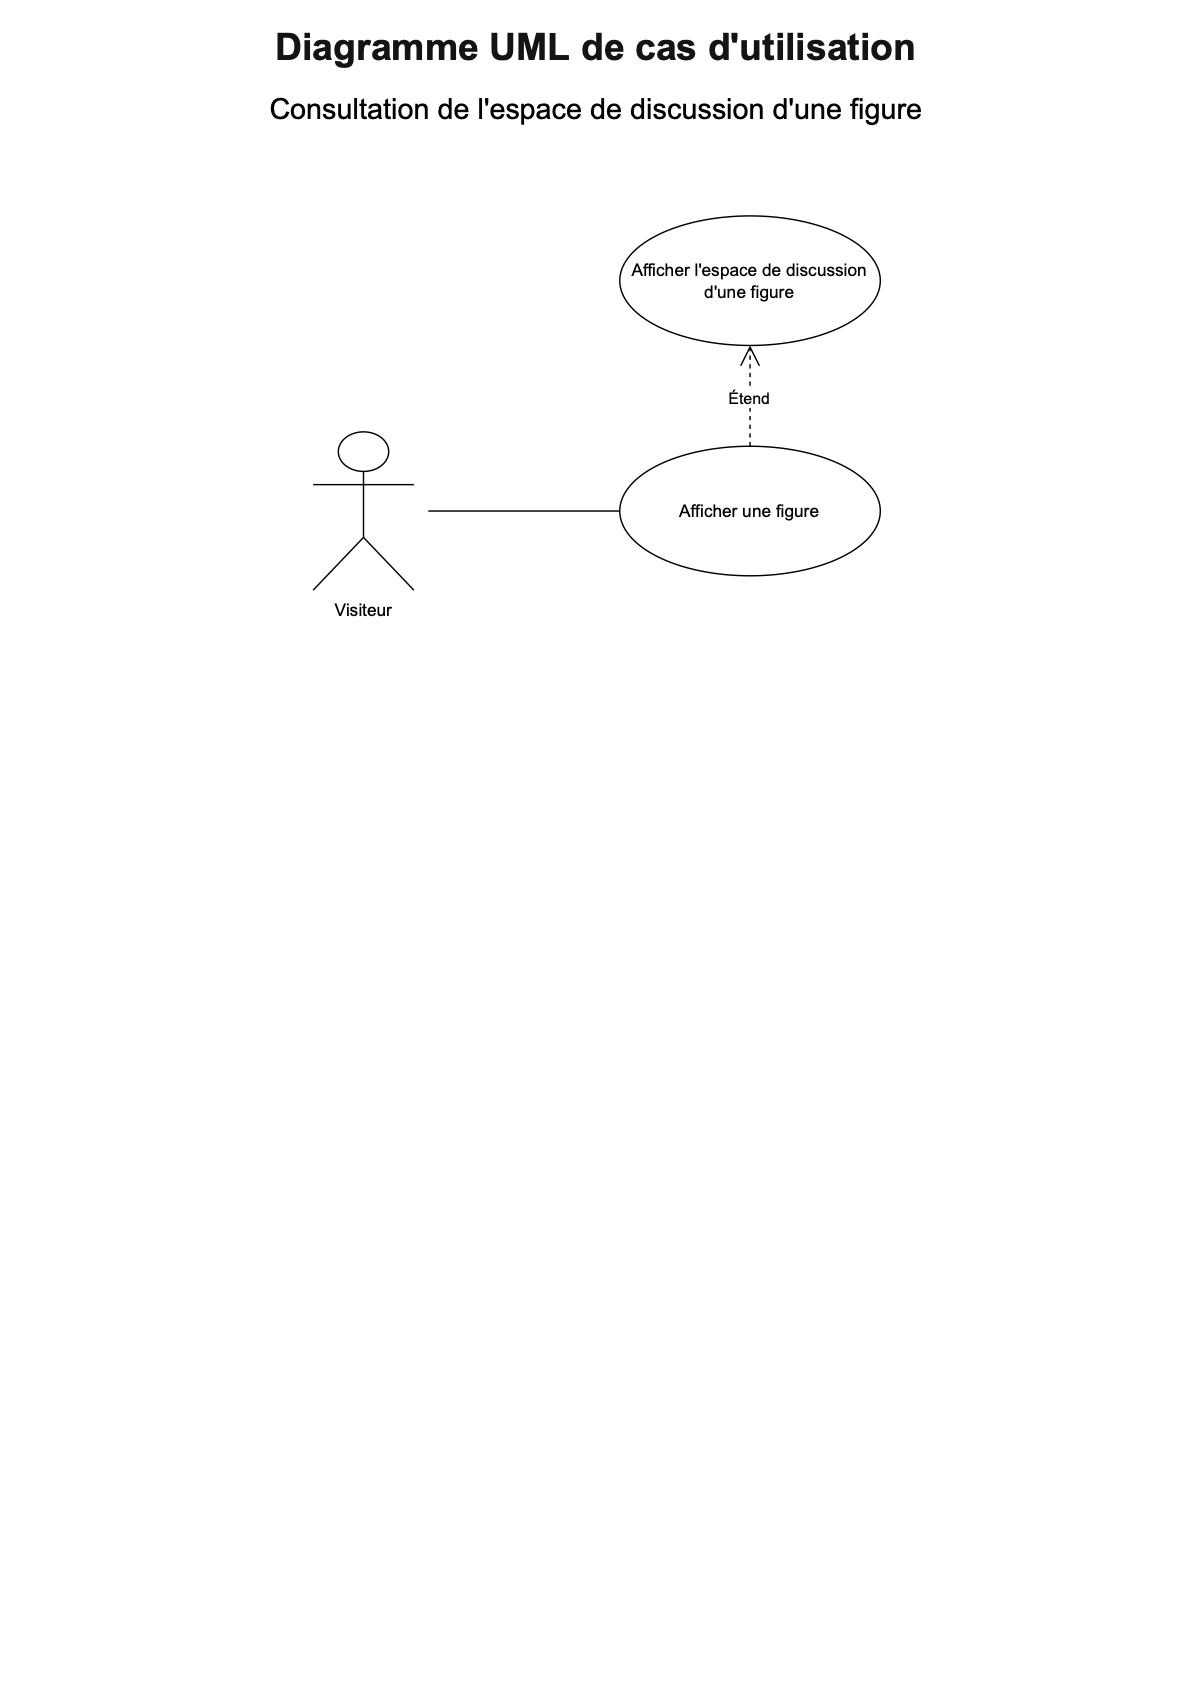 Diagramme UML de cas d'utilisation
Consultation de l'espace de discussion d'une figure
Afficher l'espace de discussion
d'une figure
Étend
Afficher une figure
Visiteur